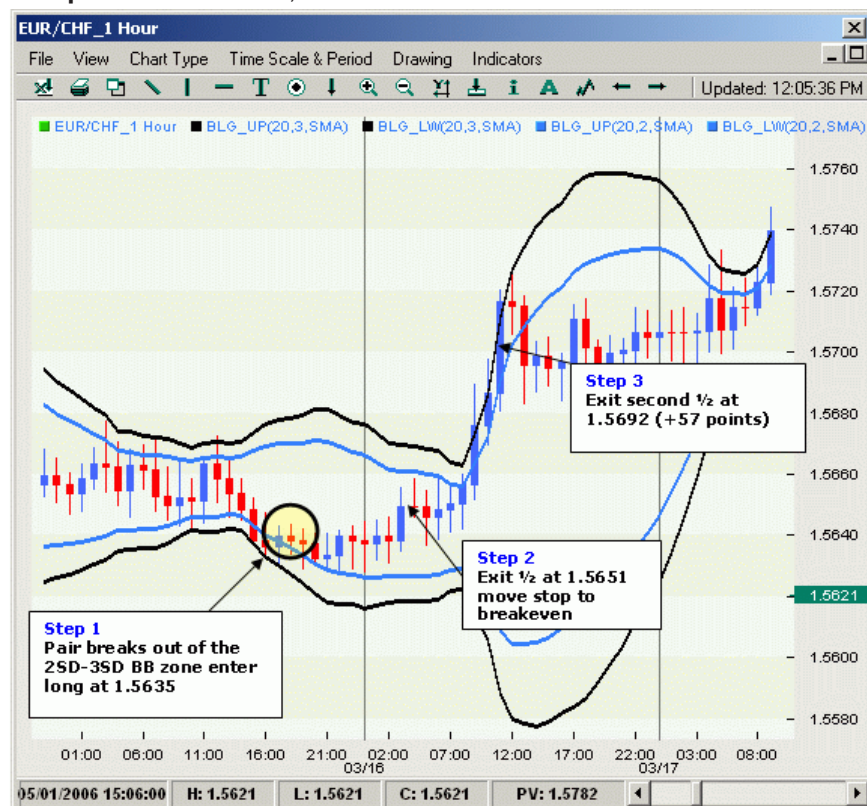 EUR/CHF_1 Hour
File View Chart Type Time Scale & Period Drawing Indicators
T i A Updated: 12:05:36 PM
EUR/CHF_1 Hour BLG_UP(20,3,SMA) BLG_LW(20,3,SMA) BLG_UP(20,2,SMA) BLG_LW(20,2,SMA)
1.5760
1.5740
1.5720
1.5700
Step 3
Exit second ½ at
1.5692 (+57 points)
1.5680
1.5660
1.5640
Step 2
Exit ½ at 1.5651
move stop to
breakeven
1.5621
Step 1
Pair breaks out of the
2SD-3SD BB zone enter
long at 1.5635
1.5600
1.5580
01:00 06:00 11:00 16:00 21:00 02:00 07:00 12:00 17:00 22:00 03:00 08:00
03/16 03/17
05/01/2006 15:06:00 H: 1.5621 L: 1.5621 C: 1.5621 PV: 1.5782